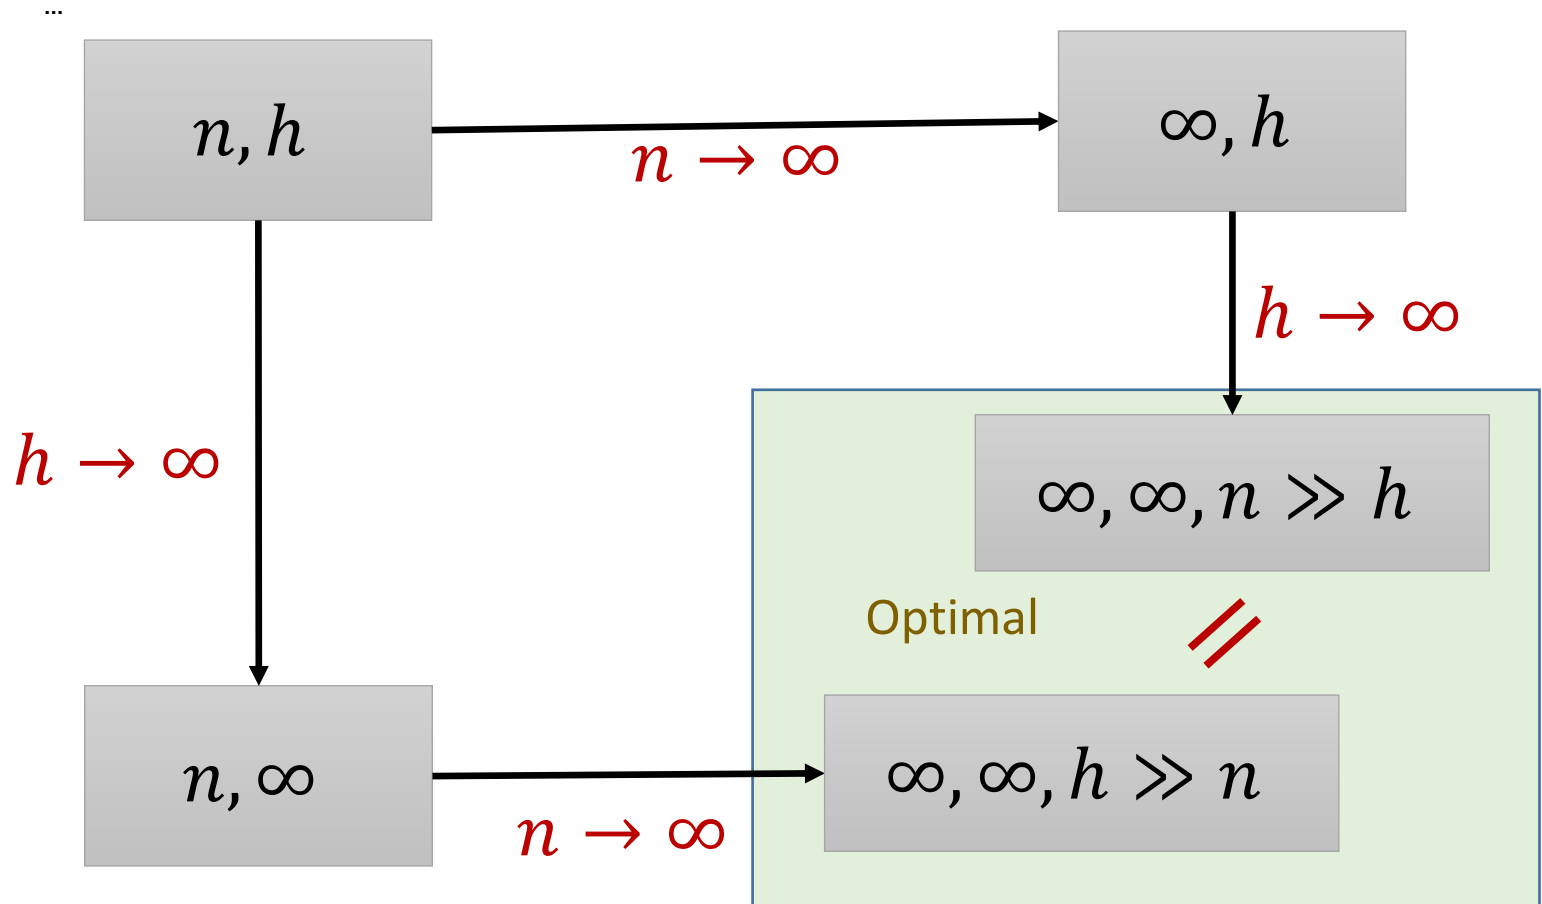 ...
n, h
∞, h
n → ∞
h → ∞
h → ∞
∞, ∞, n ≫ h
Optimal
n, ∞
∞, ∞, h ≫ n
n → ∞